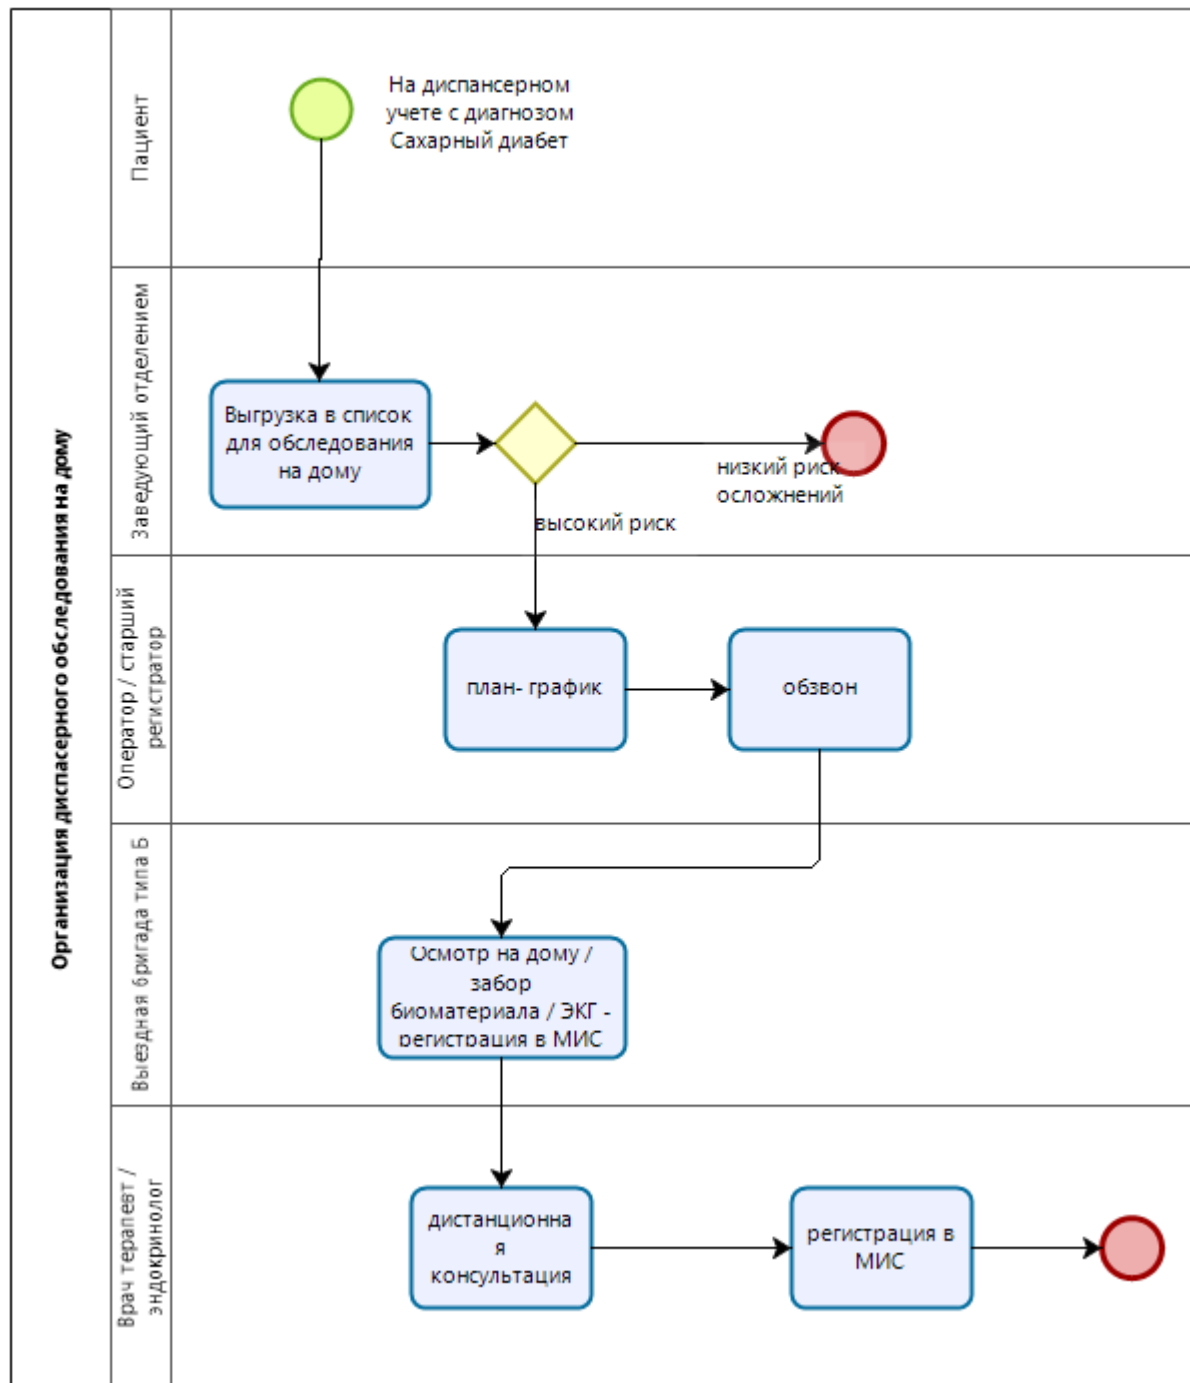 Организация диспасерного обследования на дому
Пациент
На диспансерном
учете с диагнозом
Сахарный диабет
Заведующий отделением
Выгрузка в список
для обследования
на дому
низкий риск
осложнений
высокий риск
Оператор / старший
регистратор
план- график
обзвон
Выездная бригада типа Б
Осмотр на дому /
забор
биоматериала / ЭКГ -
регистрация в МИС
Врач терапевт /
эндокринолог
дистанционна
я
консультация
регистрация в
МИС